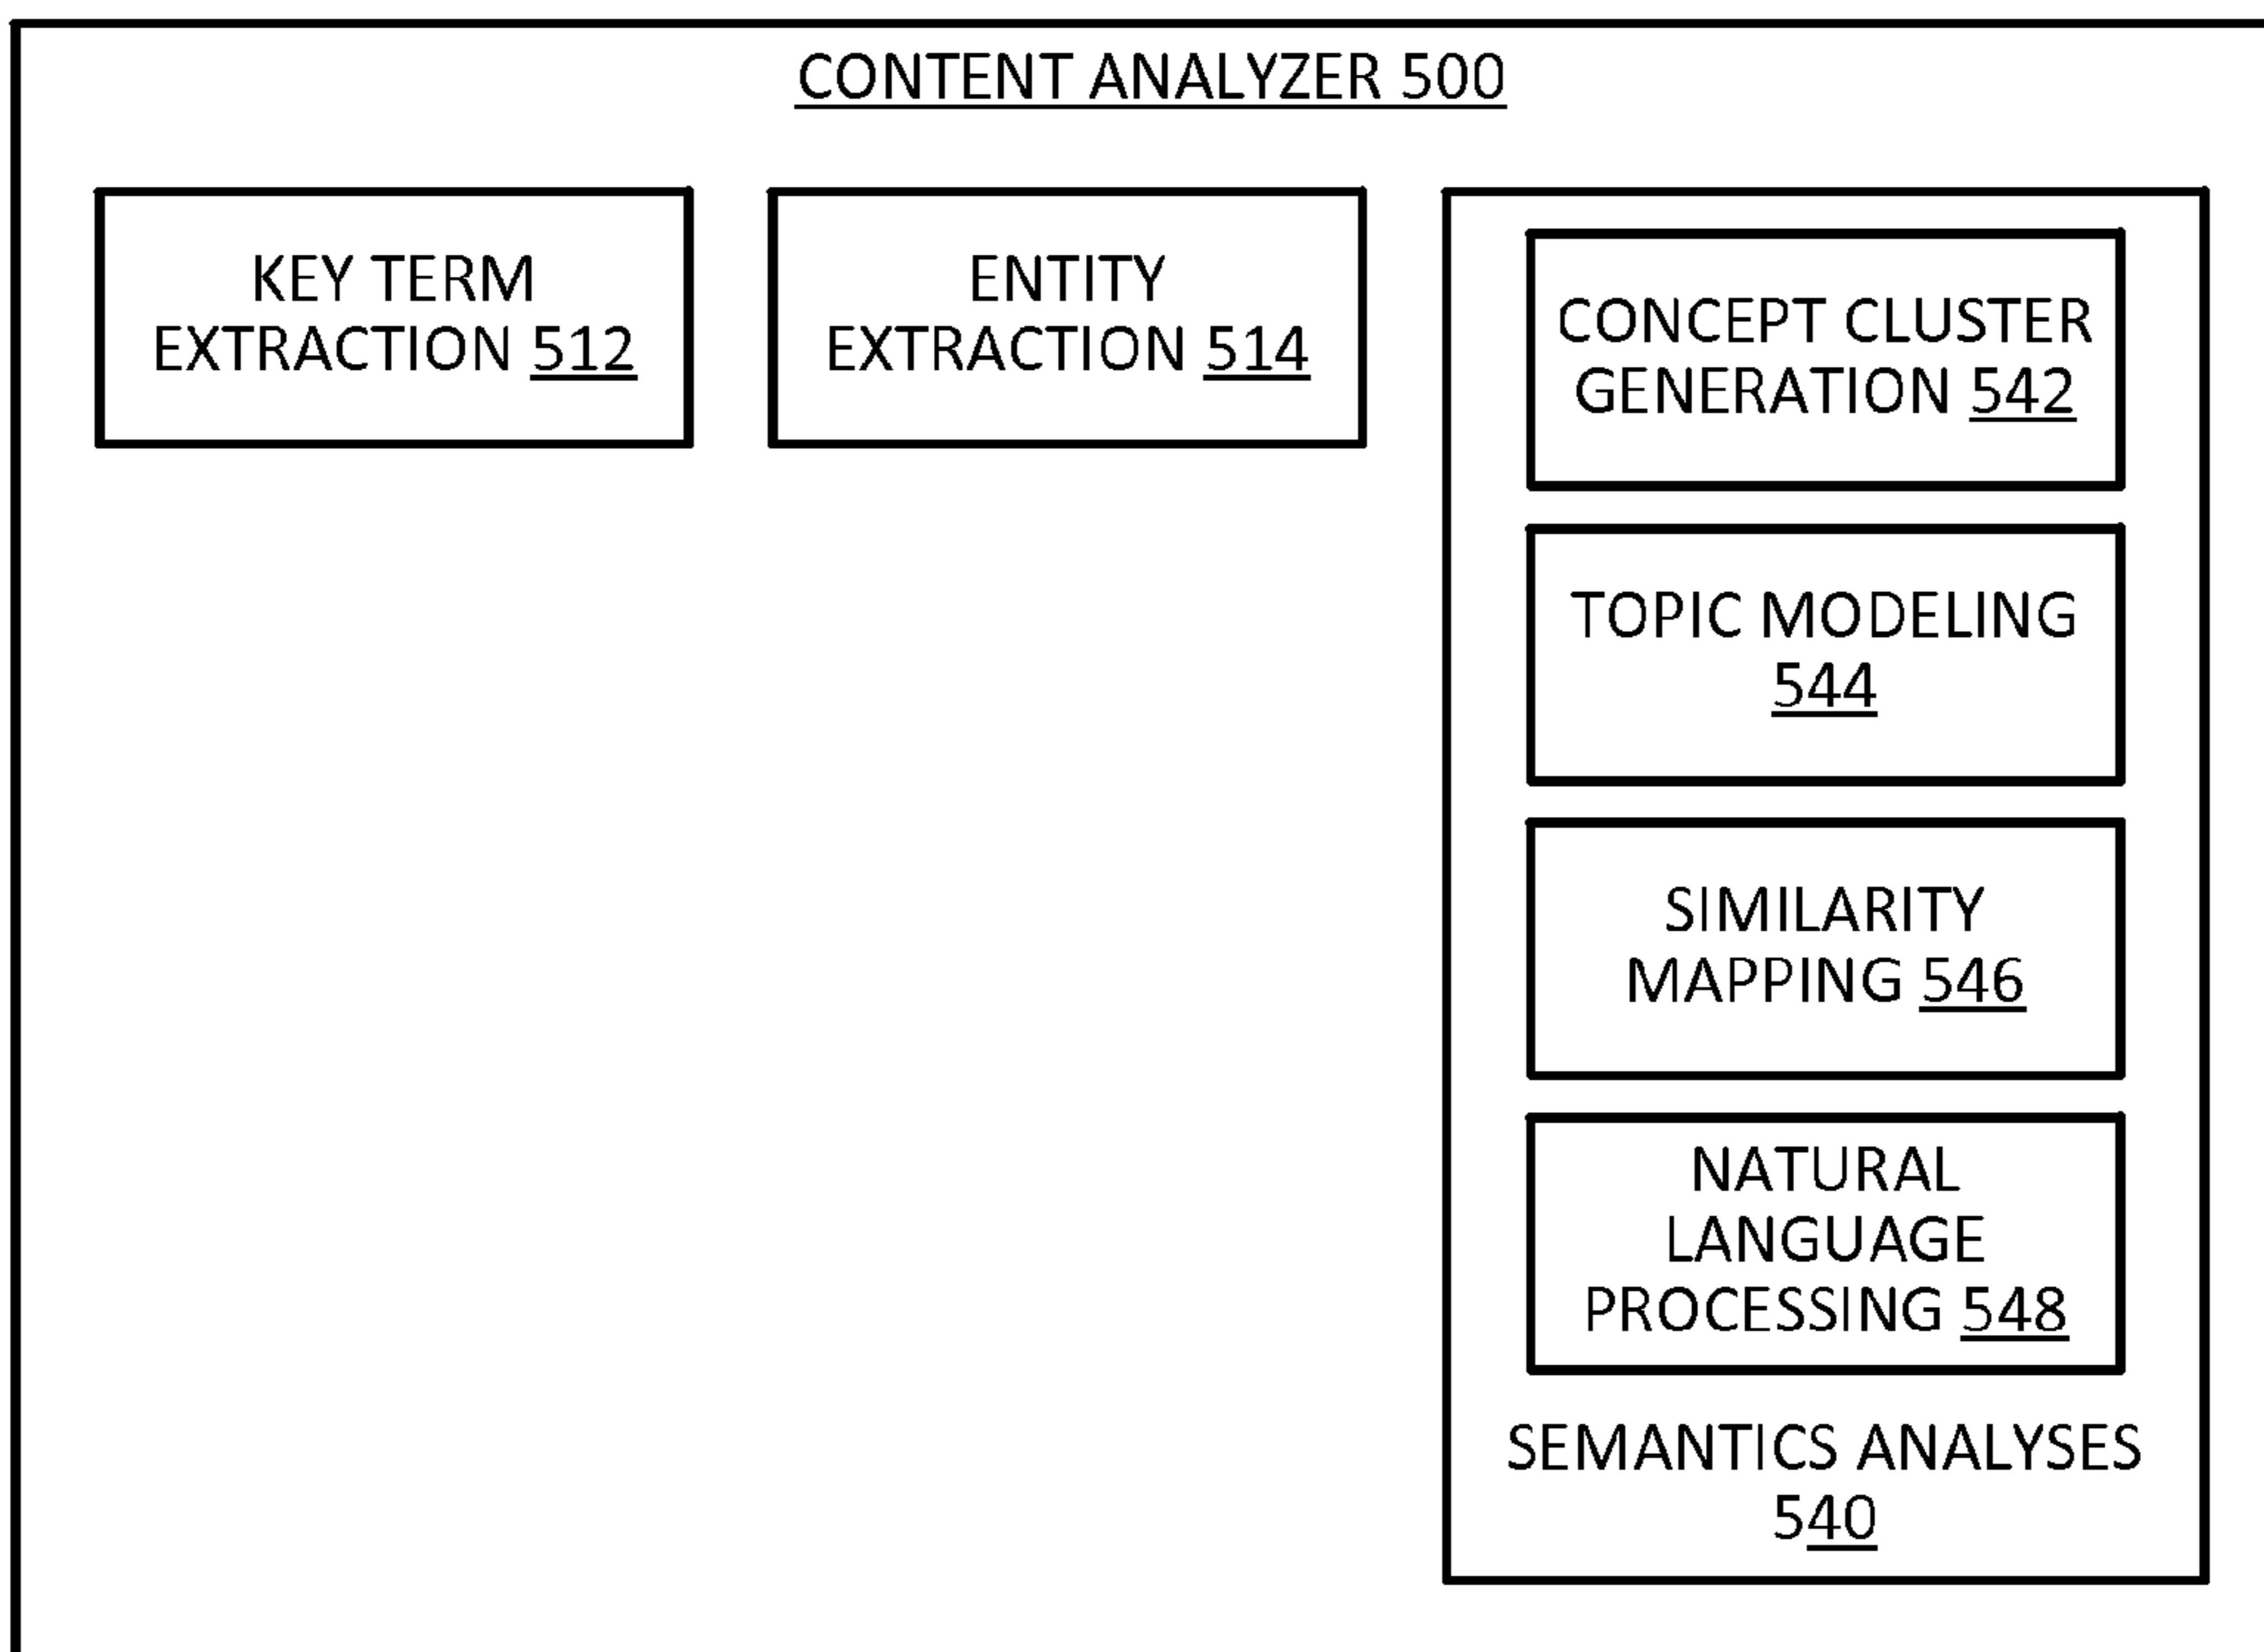 CONTENT ANALYZER 500
KEY TERM
EXTRACTION 512
ENTITY
EXTRACTION 514
CONCEPT CLUSTER
GENERATION 542
TOPIC MODELING
544
SIMILARITY
MAPPING 546
NATURAL
LANGUAGE
PROCESSING 548
SEMANTICS ANALYSES
540